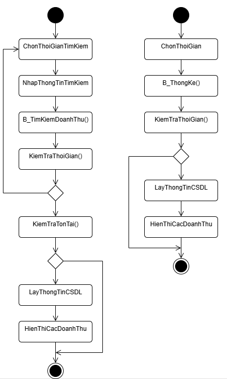 ChonThoiGianTimKiem
NhapThongTinTimKiem
B_TimKiemDoanhThu()
KiemTraThoiGian()
KiemTraTonTai()
LayThongTinCSDL
HienThiCacDoanhThu
ChonThoiGian
B_ThongKe()
KiemTraThoiGian()
LayThongTinCSDL
HienThiCacDoanhThu